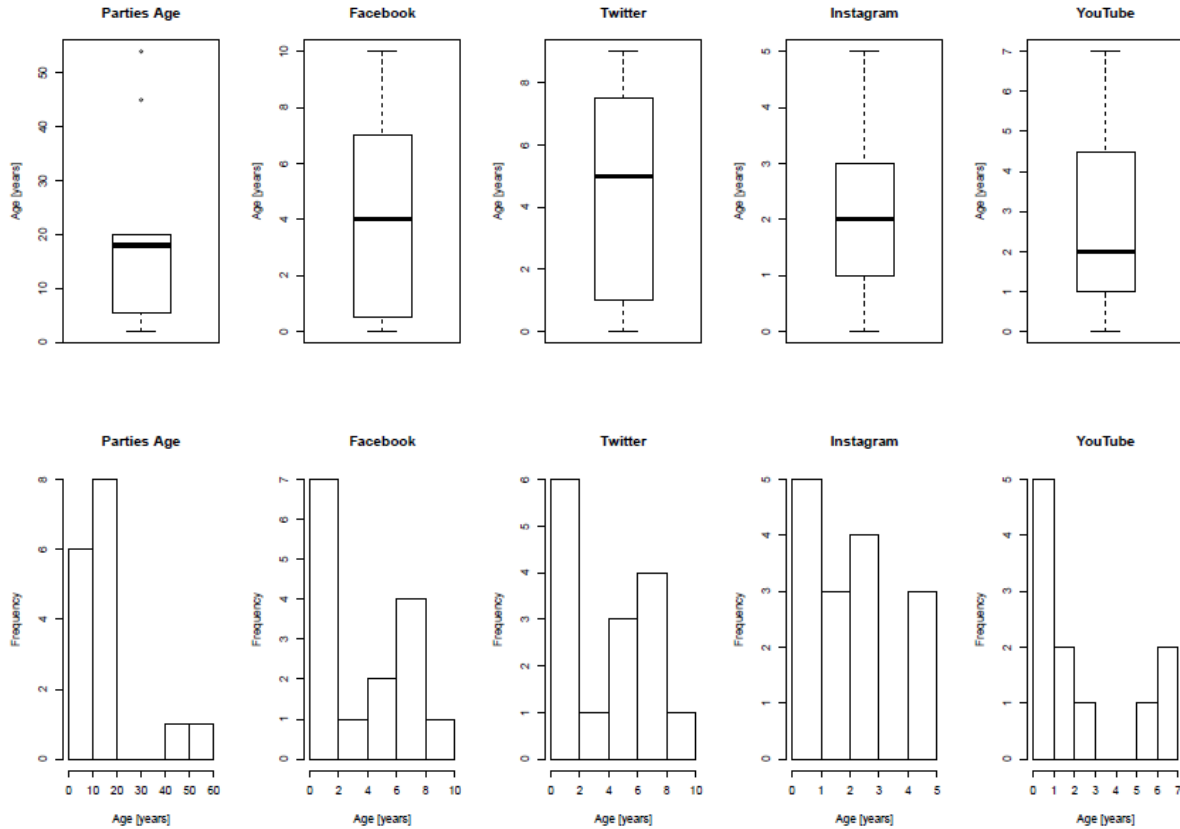 Parties Age
Facebook
Twitter
Instagram
YouTube
Age [years]
0 10 20 30 40 50
Age [years]
0 2 4 6 8 10
Age [years]
0 2 4 6 8
Age [years]
0 1 2 3 4 5
Age [years]
0 1 2 3 4 5 6 7
Parties Age
Facebook
Twitter
Instagram
YouTube
Frequency
0 2 4 6 8
0 10 20 30 40 50 60
Age [years]
Frequency
0 1 2 3 4 5 6 7
0 2 4 6 8 10
Age [years]
Frequency
0 1 2 3 4 5 6
0 2 4 6 8 10
Age [years]
Frequency
0 1 2 3 4 5
0 1 2 3 4 5
Age [years]
Frequency
0 1 2 3 4 5
0 1 2 3 4 5 6 7
Age [years]